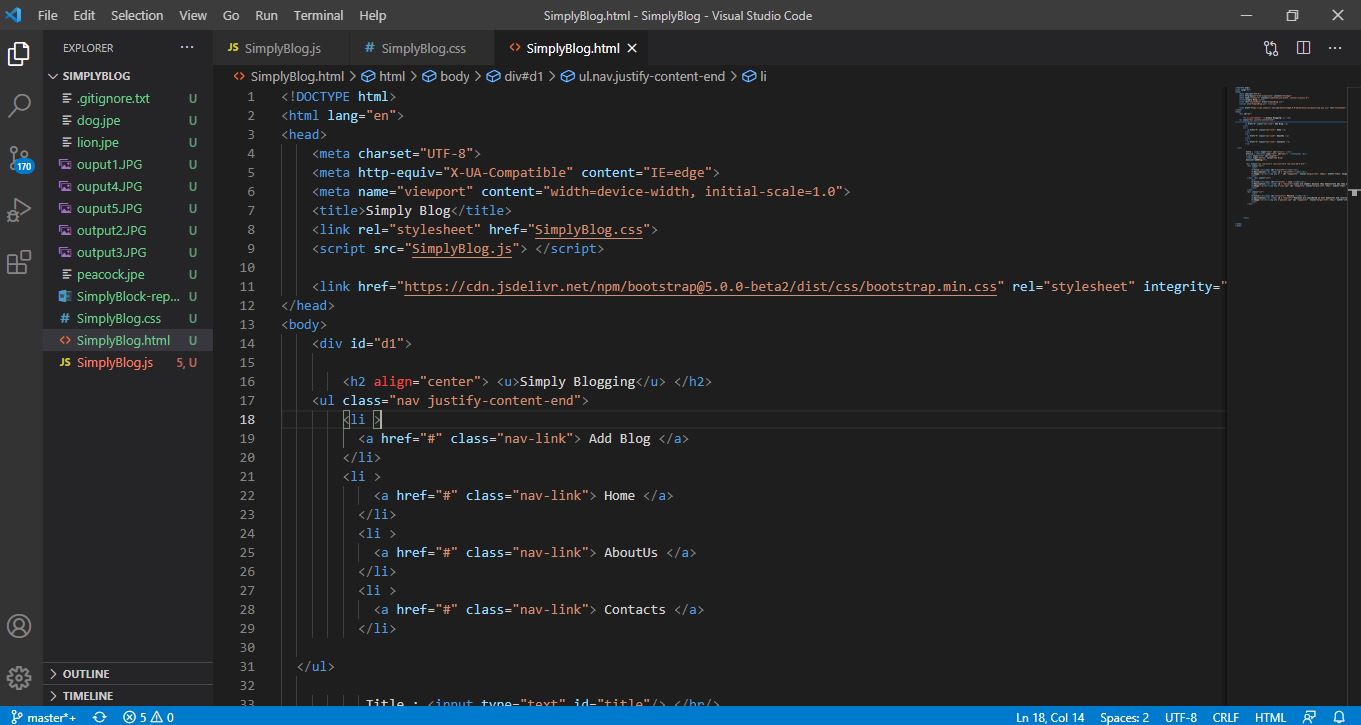 File Edit Selection View Go Run Terminal Help SimplyBlog.html - SimplyBlog - Visual Studio Code
EXPLORER
SIMPLYBLOG
.gitignore.txt U
dog.jpe U
lion.jpe U
ouput1.JPG U
ouput4.JPG U
ouput5.JPG U
output2.JPG U
output3.JPG U
peacock.jpe U
SimplyBlock-rep... U
# SimplyBlog.css U
<> SimplyBlog.html U
JS SimplyBlog.js 5, U
170
OUTLINE
TIMELINE
JS SimplyBlog.js # SimplyBlog.css <> SimplyBlog.html
<> SimplyBlog.html > html > body > div#d1 > ul.nav.justify-content-end > li
1 <!DOCTYPE html>
2 <html lang="en">
3 <head>
4 <meta charset="UTF-8">
5 <meta http-equiv="X-UA-Compatible" content="IE=edge">
6 <meta name="viewport" content="width=device-width, initial-scale=1.0">
7 <title>Simply Blog</title>
8 <link rel="stylesheet" href="SimplyBlog.css">
9 <script src="SimplyBlog.js"> </script>
10
11 <link href="https://cdn.jsdelivr.net/npm/bootstrap@5.0.0-beta2/dist/css/bootstrap.min.css" rel="stylesheet" integrity="
12 </head>
13 <body>
14 <div id="d1">
15
16 <h2 align="center"> <u>Simply Blogging</u> </h2>
17 <ul class="nav justify-content-end">
18 <li >
19 <a href="#" class="nav-link"> Add Blog </a>
20 </li>
21 <li >
22 <a href="#" class="nav-link"> Home </a>
23 </li>
24 <li >
25 <a href="#" class="nav-link"> AboutUs </a>
26 </li>
27 <li >
28 <a href="#" class="nav-link"> Contacts </a>
29 </li>
30
31 </ul>
32
33 Title : <input type="text" id="title"/> </br/>
master*+ 5 0 Ln 18, Col 14 Spaces: 2 UTF-8 CRLF HTML